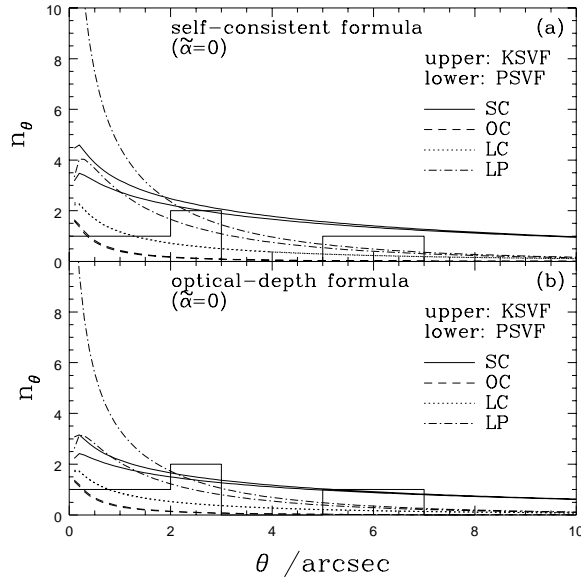 10
self-consistent formula (a)
(α̃=0)
upper: KSVF
lower: PSVF
8
SC
OC
6
LC
LP
nθ
4
2
0
optical-depth formula (b)
(α̃=0)
upper: KSVF
lower: PSVF
8
SC
OC
6
LC
LP
nθ
4
2
0
0 2 4 6 8 10
θ /arcsec